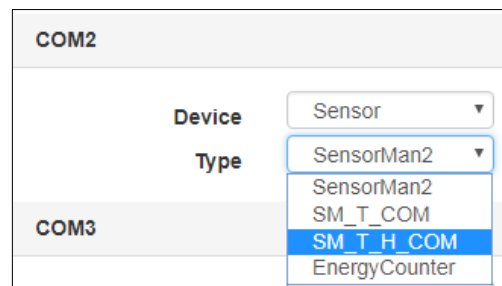 COM2
Device Sensor
Type SensorMan2
SensorMan2
SM_T_COM
COM3
SM_T_H_COM
EnergyCounter